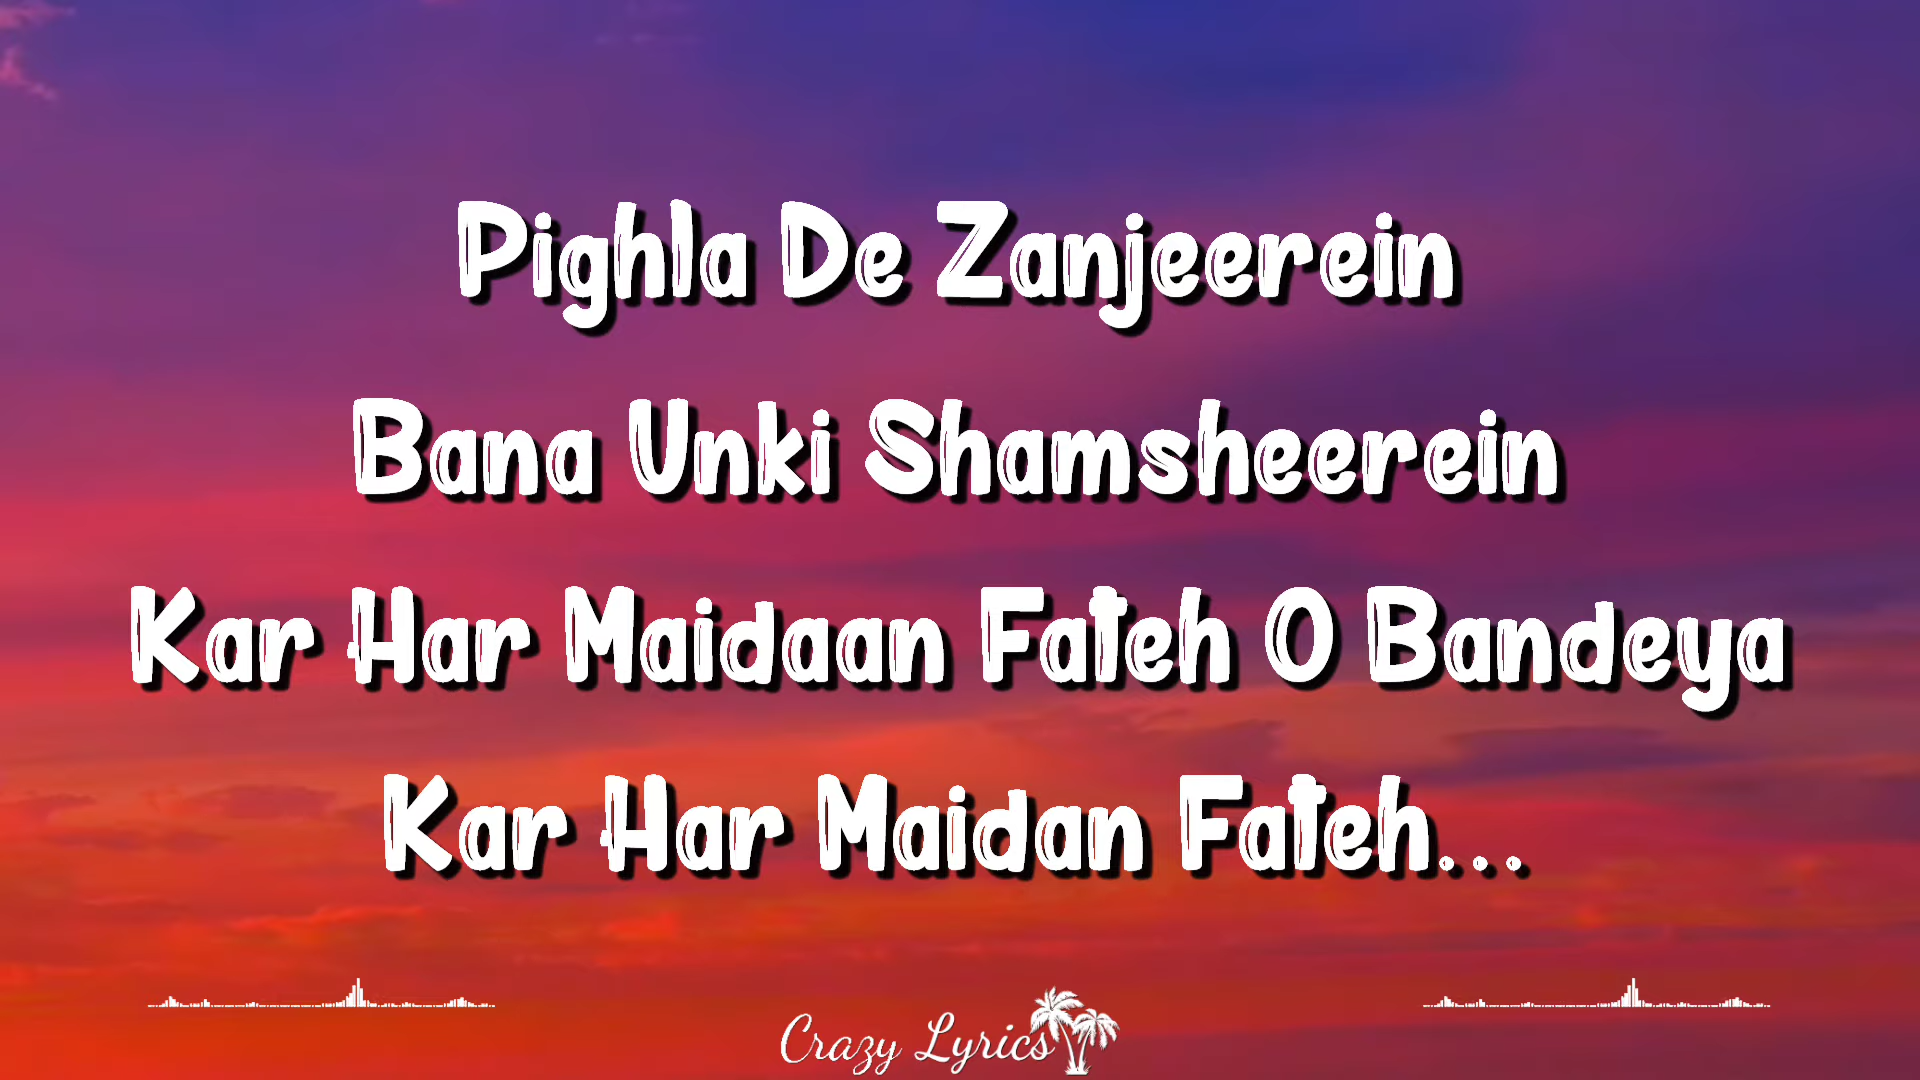 Pighla De Zanjeerein
Bana Unki Shamsheerein
Kar Har Maidaan Fateh O Bandeya
Kar Har Maidan Fateh...
Crazy Lyrics